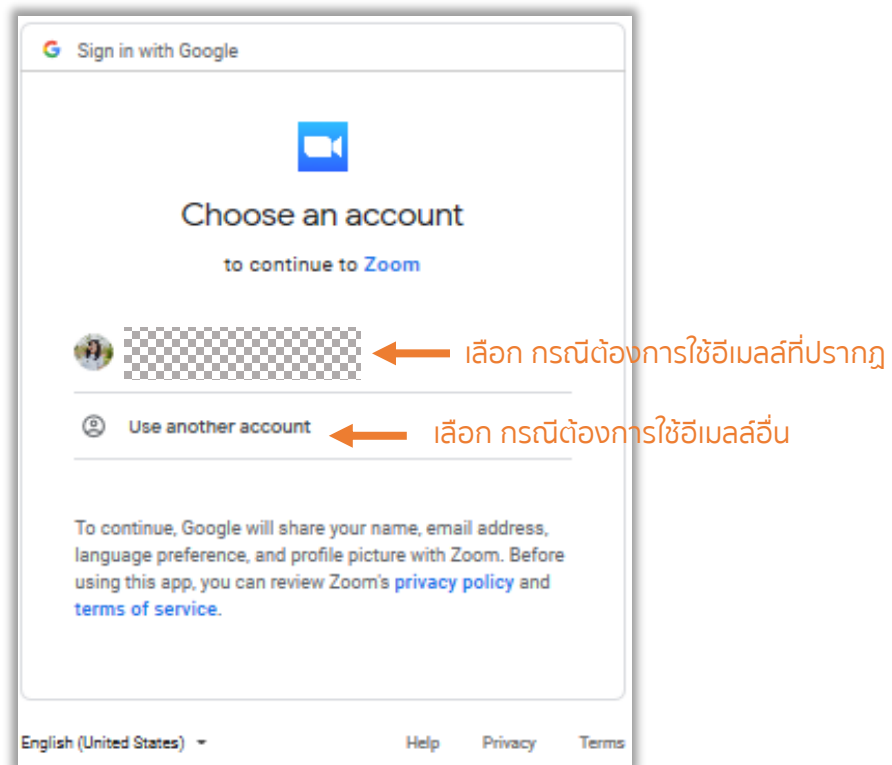 Sign in with Google
Choose an account
to continue to Zoom
เลือก กรณีต้องการใช้อีเมลล์ที่ปรากฏ
Use another account
เลือก กรณีต้องการใช้อีเมลล์อื่น
To continue, Google will share your name, email address,
language preference, and profile picture with Zoom. Before
using this app, you can review Zoom's privacy policy and
terms of service.
English (United States) Help Privacy Terms